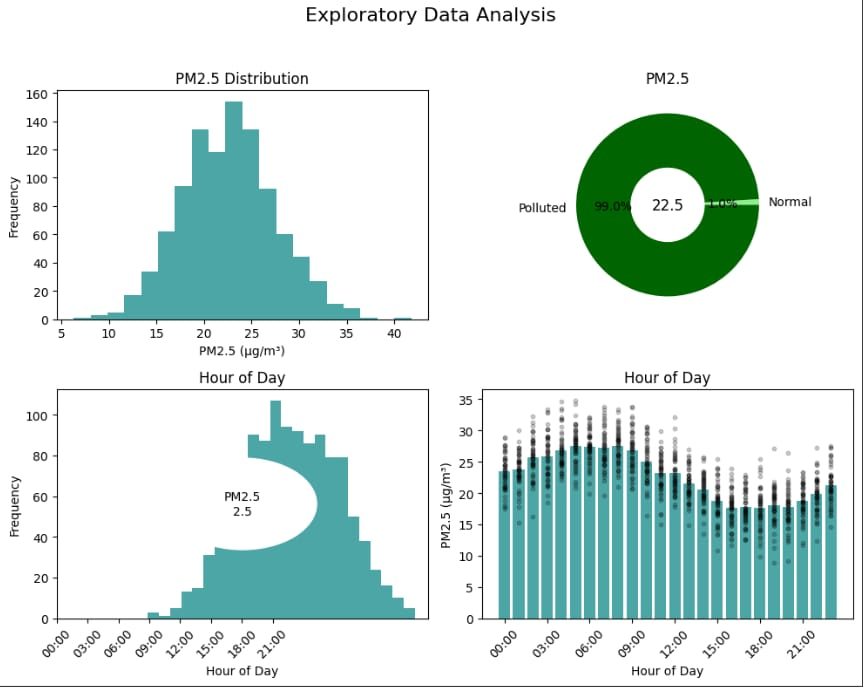 Exploratory Data Analysis
PM2.5 Distribution
160
140
120
100
80
60
40
20
0
Frequency
5 10 15 20 25 30 35 40
PM2.5 (µg/m³)
PM2.5
Polluted
99.0%
22.5
1.0%
Normal
Hour of Day
100
80
60
40
20
0
Frequency
PM2.5
2.5
00:00 03:00 06:00 09:00 12:00 15:00 18:00 21:00
Hour of Day
Hour of Day
35
30
25
20
15
10
5
0
PM2.5 (µg/m³)
00:00 03:00 06:00 09:00 12:00 15:00 18:00 21:00
Hour of Day